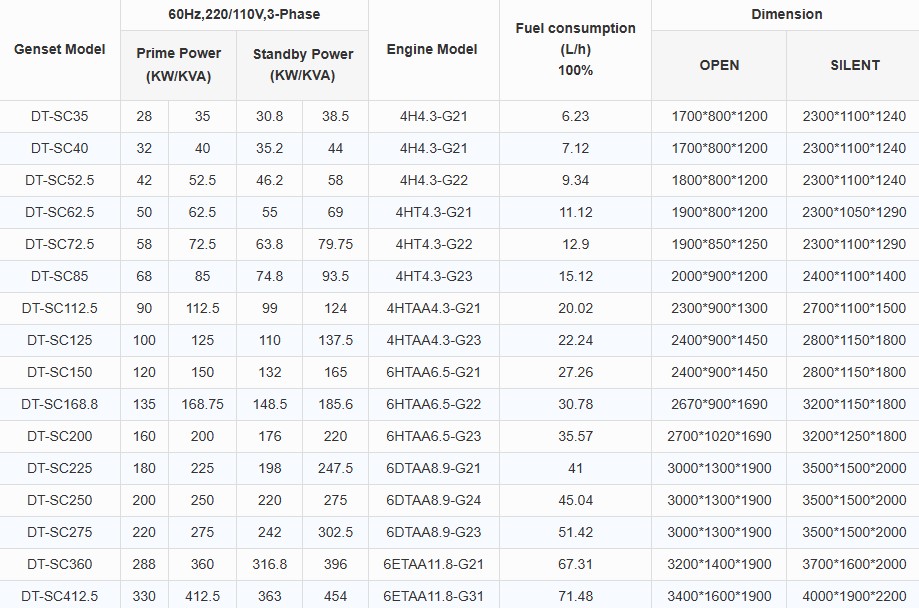 60Hz,220/110V,3-Phase Dimension
Genset Model Engine Model Fuel consumption
(L/h)
100%
Prime Power
(KW/KVA) Standby Power
(KW/KVA) OPEN SILENT
DT-SC35 28 35 30.8 38.5 4H4.3-G21 6.23 1700*800*1200 2300*1100*1240
DT-SC40 32 40 35.2 44 4H4.3-G21 7.12 1700*800*1200 2300*1100*1240
DT-SC52.5 42 52.5 46.2 58 4H4.3-G22 9.34 1800*800*1200 2300*1100*1240
DT-SC62.5 50 62.5 55 69 4HT4.3-G21 11.12 1900*800*1200 2300*1050*1290
DT-SC72.5 58 72.5 63.8 79.75 4HT4.3-G22 12.9 1900*850*1250 2300*1100*1290
DT-SC85 68 85 74.8 93.5 4HT4.3-G23 15.12 2000*900*1200 2400*1100*1400
DT-SC112.5 90 112.5 99 124 4HTAA4.3-G21 20.02 2300*900*1300 2700*1100*1500
DT-SC125 100 125 110 137.5 4HTAA4.3-G23 22.24 2400*900*1450 2800*1150*1800
DT-SC150 120 150 132 165 6HTAA6.5-G21 27.26 2400*900*1450 2800*1150*1800
DT-SC168.8 135 168.75 148.5 185.6 6HTAA6.5-G22 30.78 2670*900*1690 3200*1150*1800
DT-SC200 160 200 176 220 6HTAA6.5-G23 35.57 2700*1020*1690 3200*1250*1800
DT-SC225 180 225 198 247.5 6DTAA8.9-G21 41 3000*1300*1900 3500*1500*2000
DT-SC250 200 250 220 275 6DTAA8.9-G24 45.04 3000*1300*1900 3500*1500*2000
DT-SC275 220 275 242 302.5 6DTAA8.9-G23 51.42 3000*1300*1900 3500*1500*2000
DT-SC360 288 360 316.8 396 6ETAA11.8-G21 67.31 3200*1400*1900 3700*1600*2000
DT-SC412.5 330 412.5 363 454 6ETAA11.8-G31 71.48 3400*1600*1900 4000*1900*2200